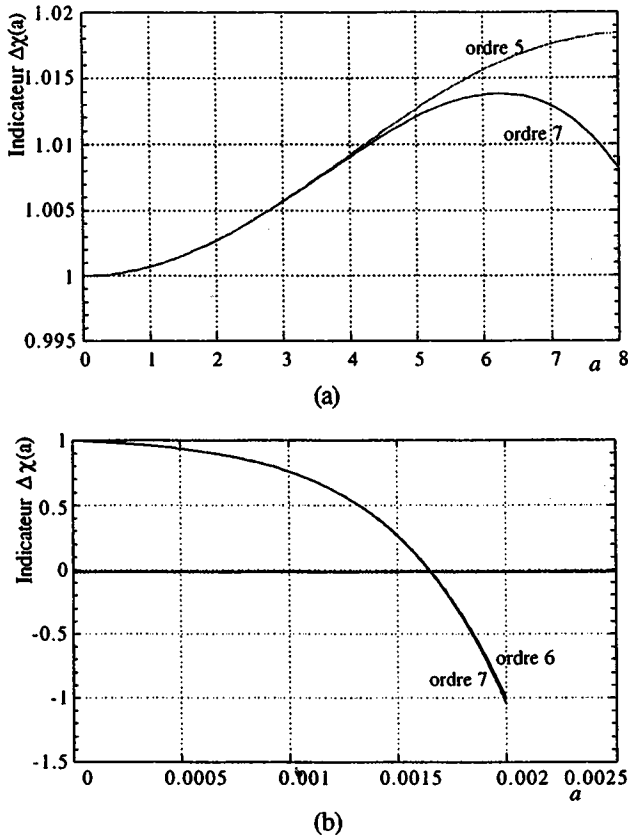 Indicateur Δχ(a)
1.02
1.015
1.01
1.005
1
0.995
ordre 5
ordre 7
0 1 2 3 4 5 6 7 8
a
(a)
Indicateur Δχ(a)
1
0.5
0
-0.5
-1
-1.5
ordre 6
ordre 7
0 0.0005 0.001 0.0015 0.002 0.0025
a
(b)